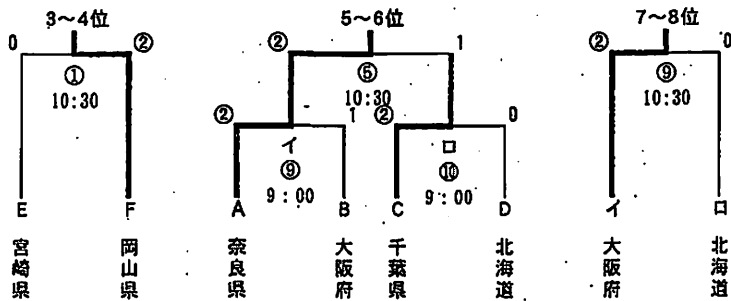 3～4位 5～6位 7～8位
0 ② ② 1 ② 0
① ⑤ ⑨
10:30 10:30 10:30
② 1 ② 0
イ ロ
⑨ ⑩
9:00 9:00
E F A B C D イ ロ
宮崎県 岡山県 奈良県 大阪府 千葉県 北海道 大阪府 北海道